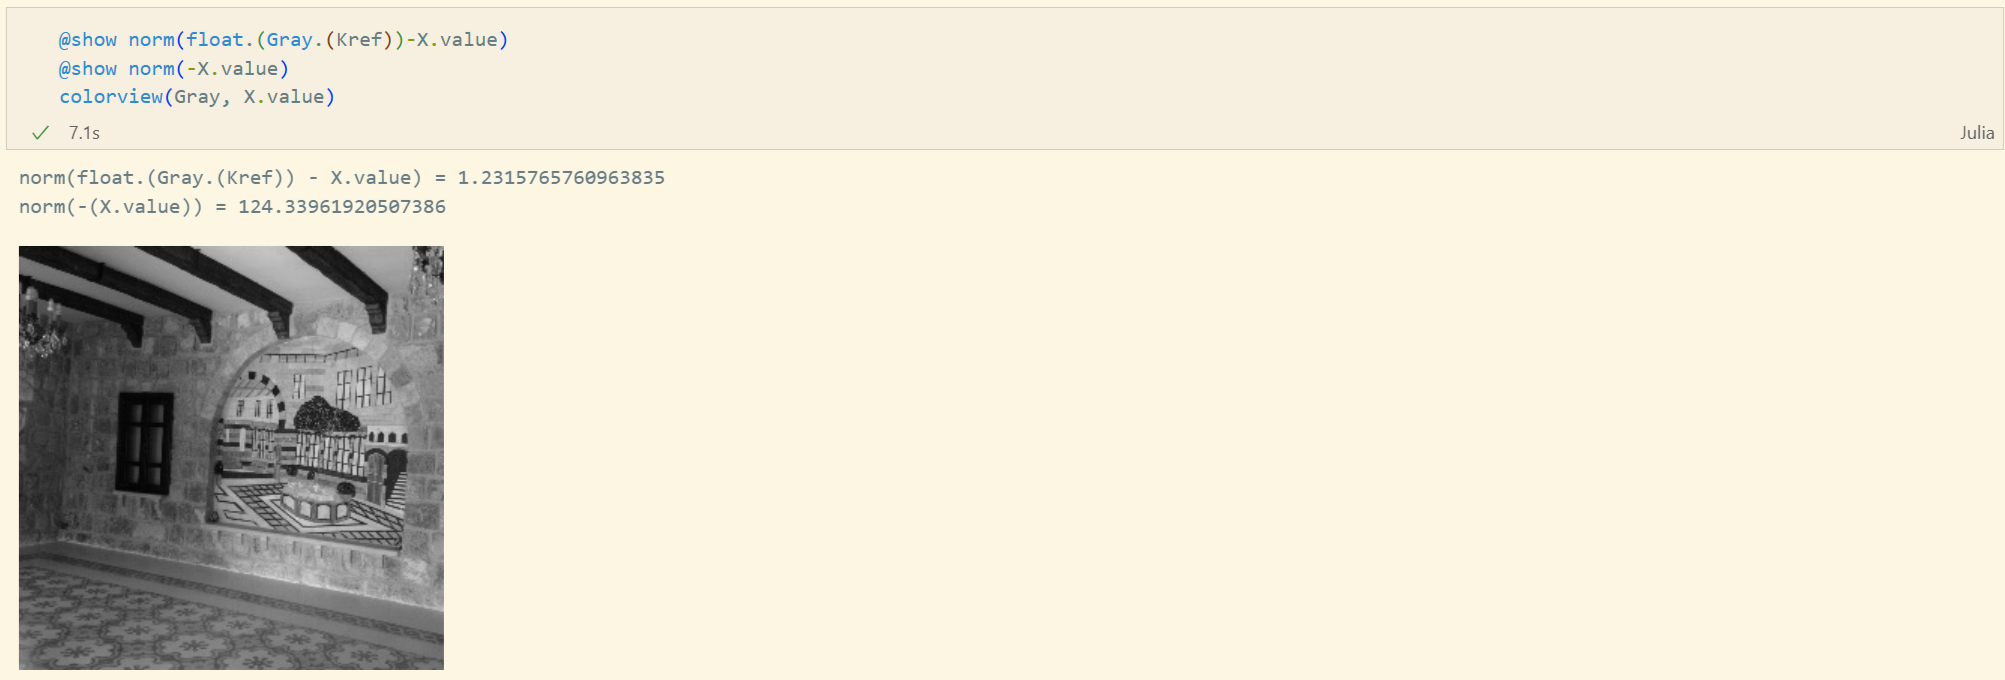 @show norm(float.(Gray.(Kref))-X.value)
@show norm(-X.value)
colorview(Gray, X.value)
7.1s
Julia
norm(float.(Gray.(Kref)) - X.value) = 1.2315765760963835
norm(-(X.value)) = 124.33961920507386